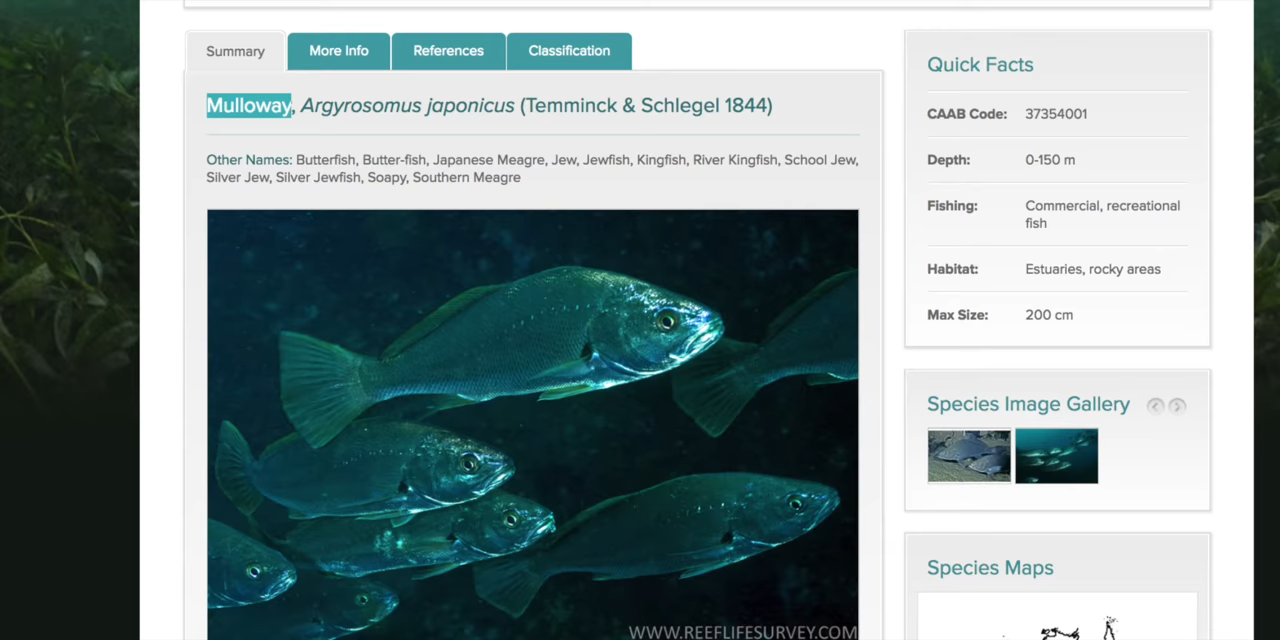 Summary
More Info
References
Classification
Mulloway, Argyrosomus japonicus (Temminck & Schlegel 1844)
Other Names: Butterfish, Butter-fish, Japanese Meagre, Jew, Jewfish, Kingfish, River Kingfish, School Jew,
Silver Jew, Silver Jewfish, Soapy, Southern Meagre
WWW.REEFLIFESURVEY.COM
Quick Facts
CAAB Code: 37354001
Depth: 0-150 m
Fishing: Commercial, recreational
fish
Habitat: Estuaries, rocky areas
Max Size: 200 cm
Species Image Gallery
Species Maps